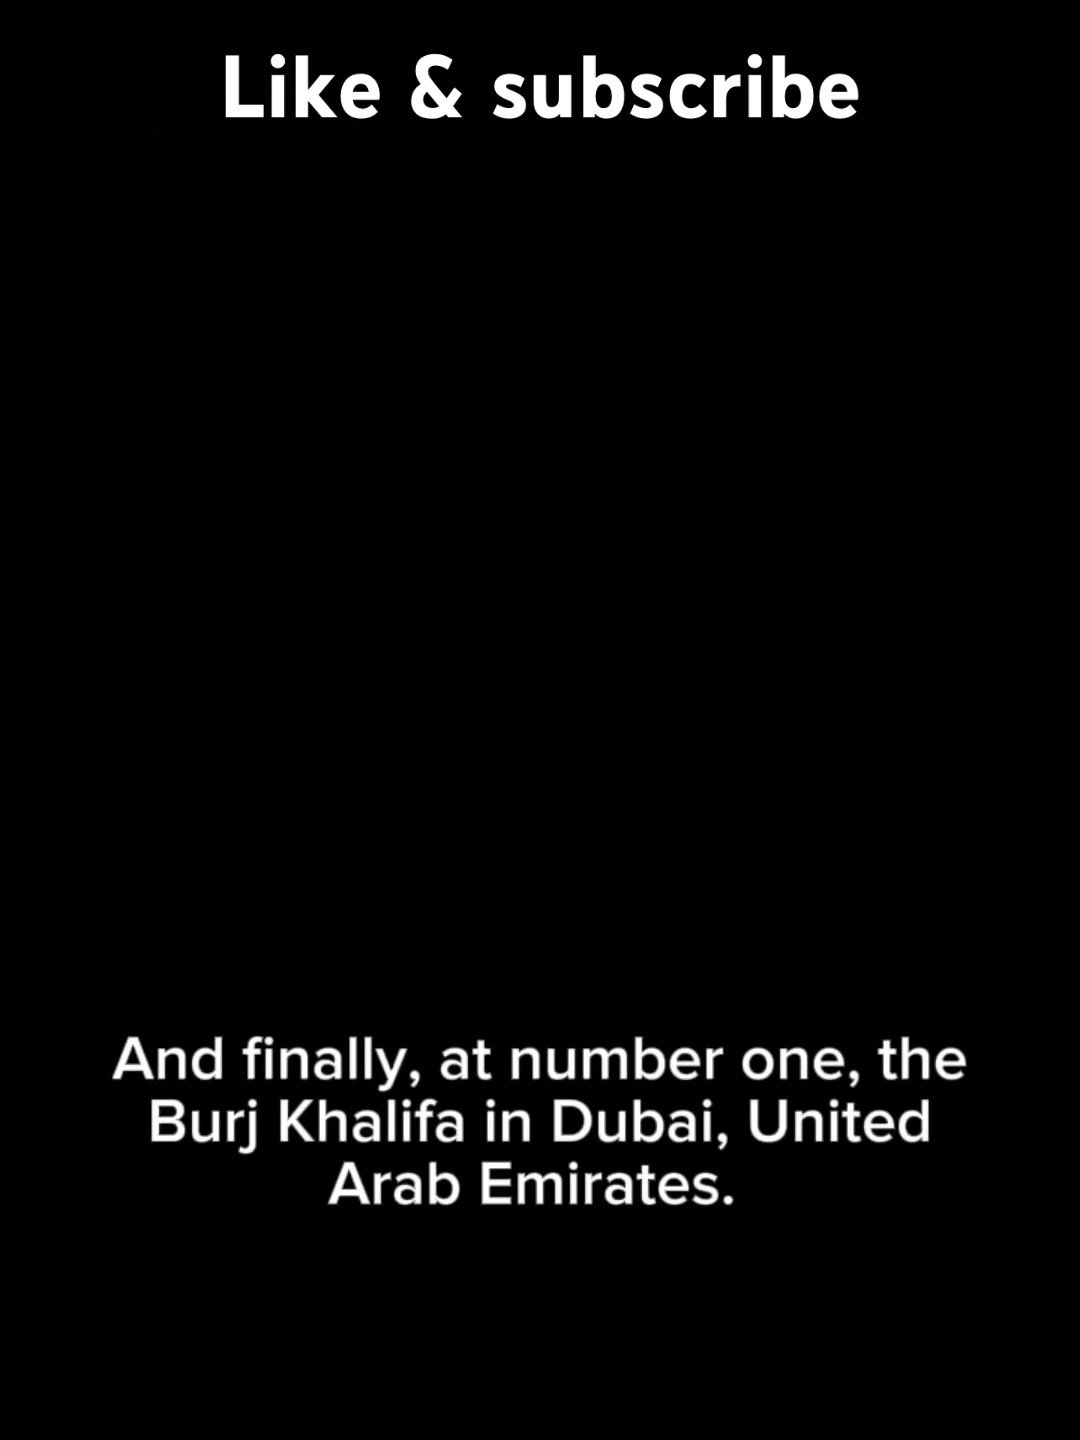 Like & subscribe
And finally, at number one, the
Burj Khalifa in Dubai, United
Arab Emirates.